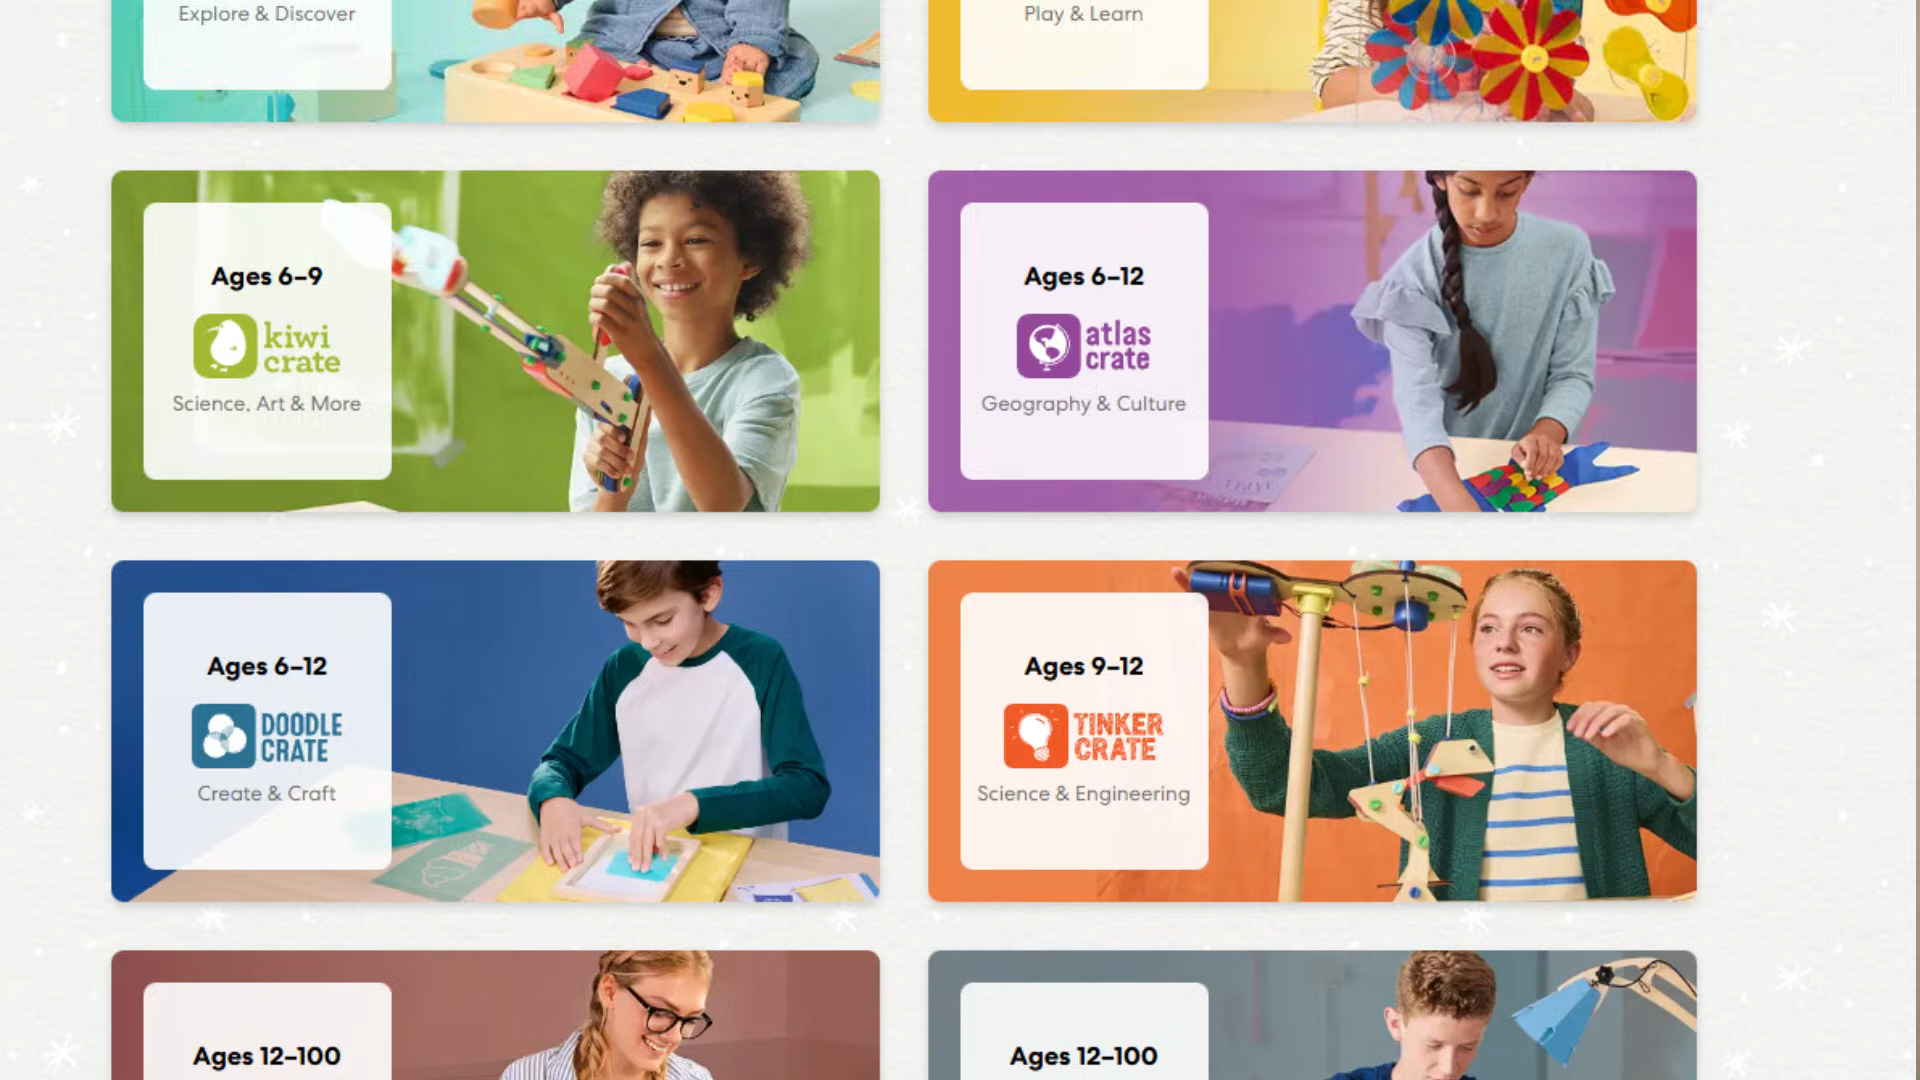 Explore & Discover
Play & Learn
Ages 6–9
kiwi
crate
Science, Art & More
Ages 6–12
atlas
crate
Geography & Culture
Ages 6–12
DOODLE
CRATE
Create & Craft
Ages 9–12
TINKER
CRATE
Science & Engineering
Ages 12–100
Ages 12–100